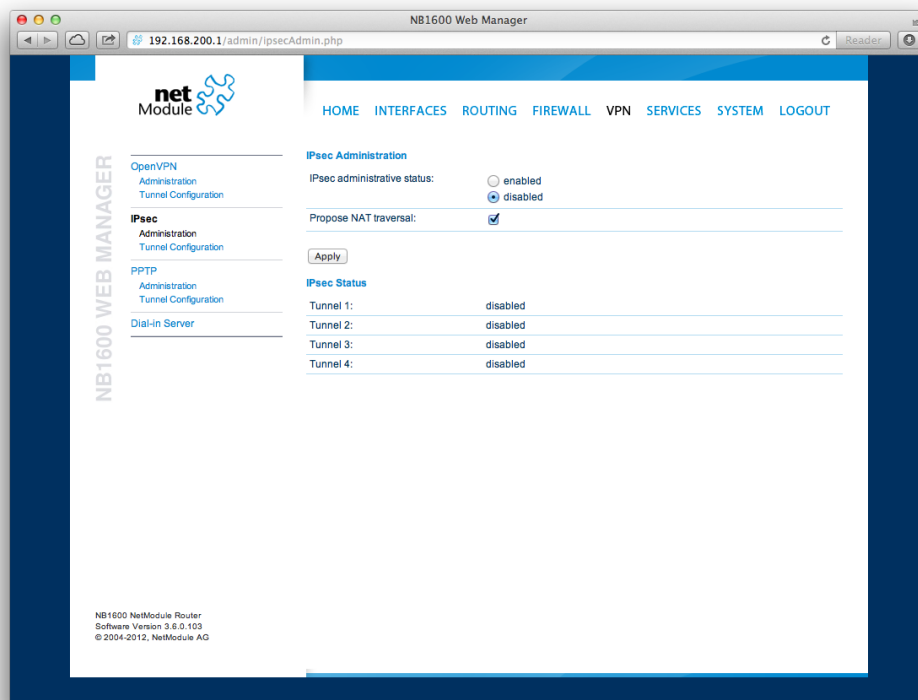 NB1600 Web Manager
192.168.200.1/admin/ipsecAdmin.php
Reader
net
Module
HOME INTERFACES ROUTING FIREWALL VPN SERVICES SYSTEM LOGOUT
NB1600 WEB MANAGER
OpenVPN
Administration
Tunnel Configuration
IPsec
Administration
Tunnel Configuration
PPTP
Administration
Tunnel Configuration
Dial-in Server
IPsec Administration
IPsec administrative status:
enabled
disabled
Propose NAT traversal:
Apply
IPsec Status
Tunnel 1: disabled
Tunnel 2: disabled
Tunnel 3: disabled
Tunnel 4: disabled
NB1600 NetModule Router
Software Version 3.6.0.103
© 2004-2012, NetModule AG